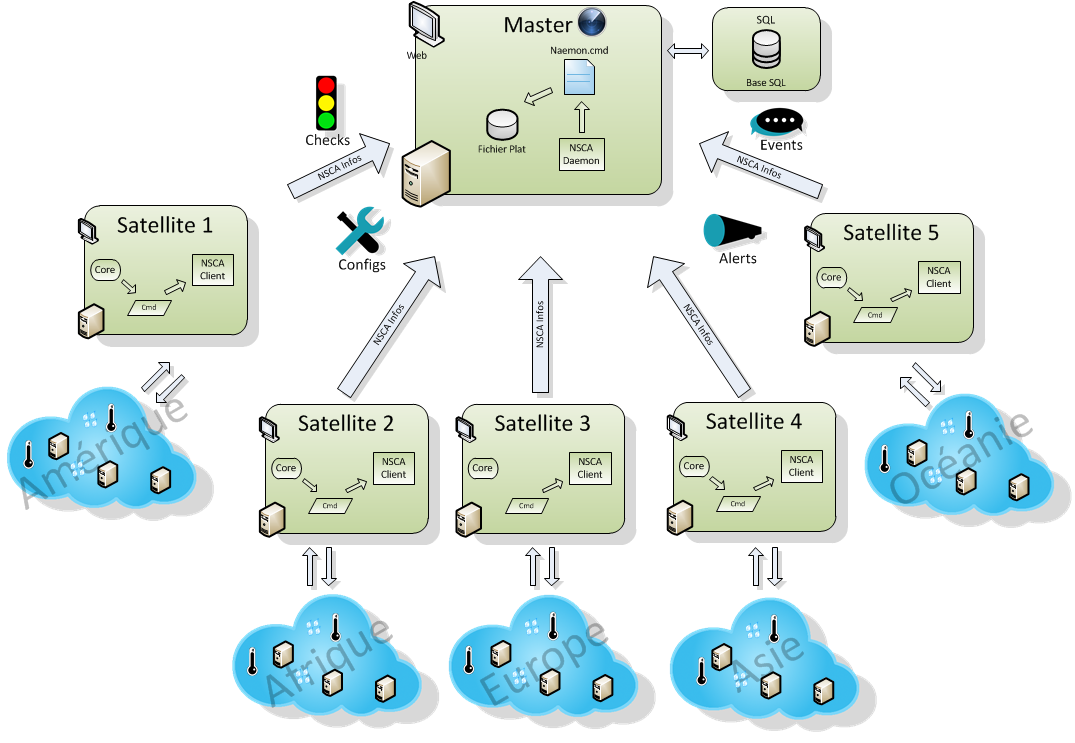 Master
Web
Naemon.cmd
Fichier Plat
NSCA
Daemon
SQL
Base SQL
Checks
NSCA Infos
Events
NSCA Infos
Configs
Alerts
Satellite 1
Core
Cmd
NSCA
Client
Satellite 5
Core
Cmd
NSCA
Client
NSCA Infos
NSCA Infos
NSCA Infos
Amérique
Satellite 2
Core
Cmd
NSCA
Client
Satellite 3
Core
Cmd
NSCA
Client
Satellite 4
Core
Cmd
NSCA
Client
Océanie
Afrique
Europe
Asie